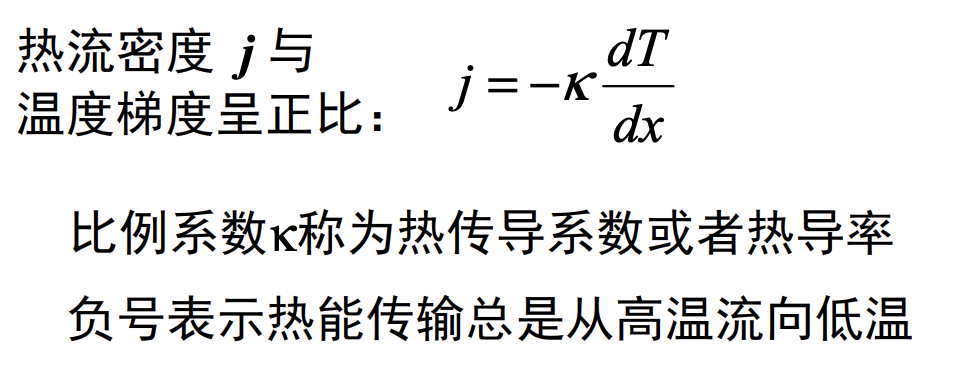 热流密度 j 与
温度梯度呈正比：
j = −κ dT/dx
比例系数κ称为热传导系数或者热导率
负号表示热能传输总是从高温流向低温